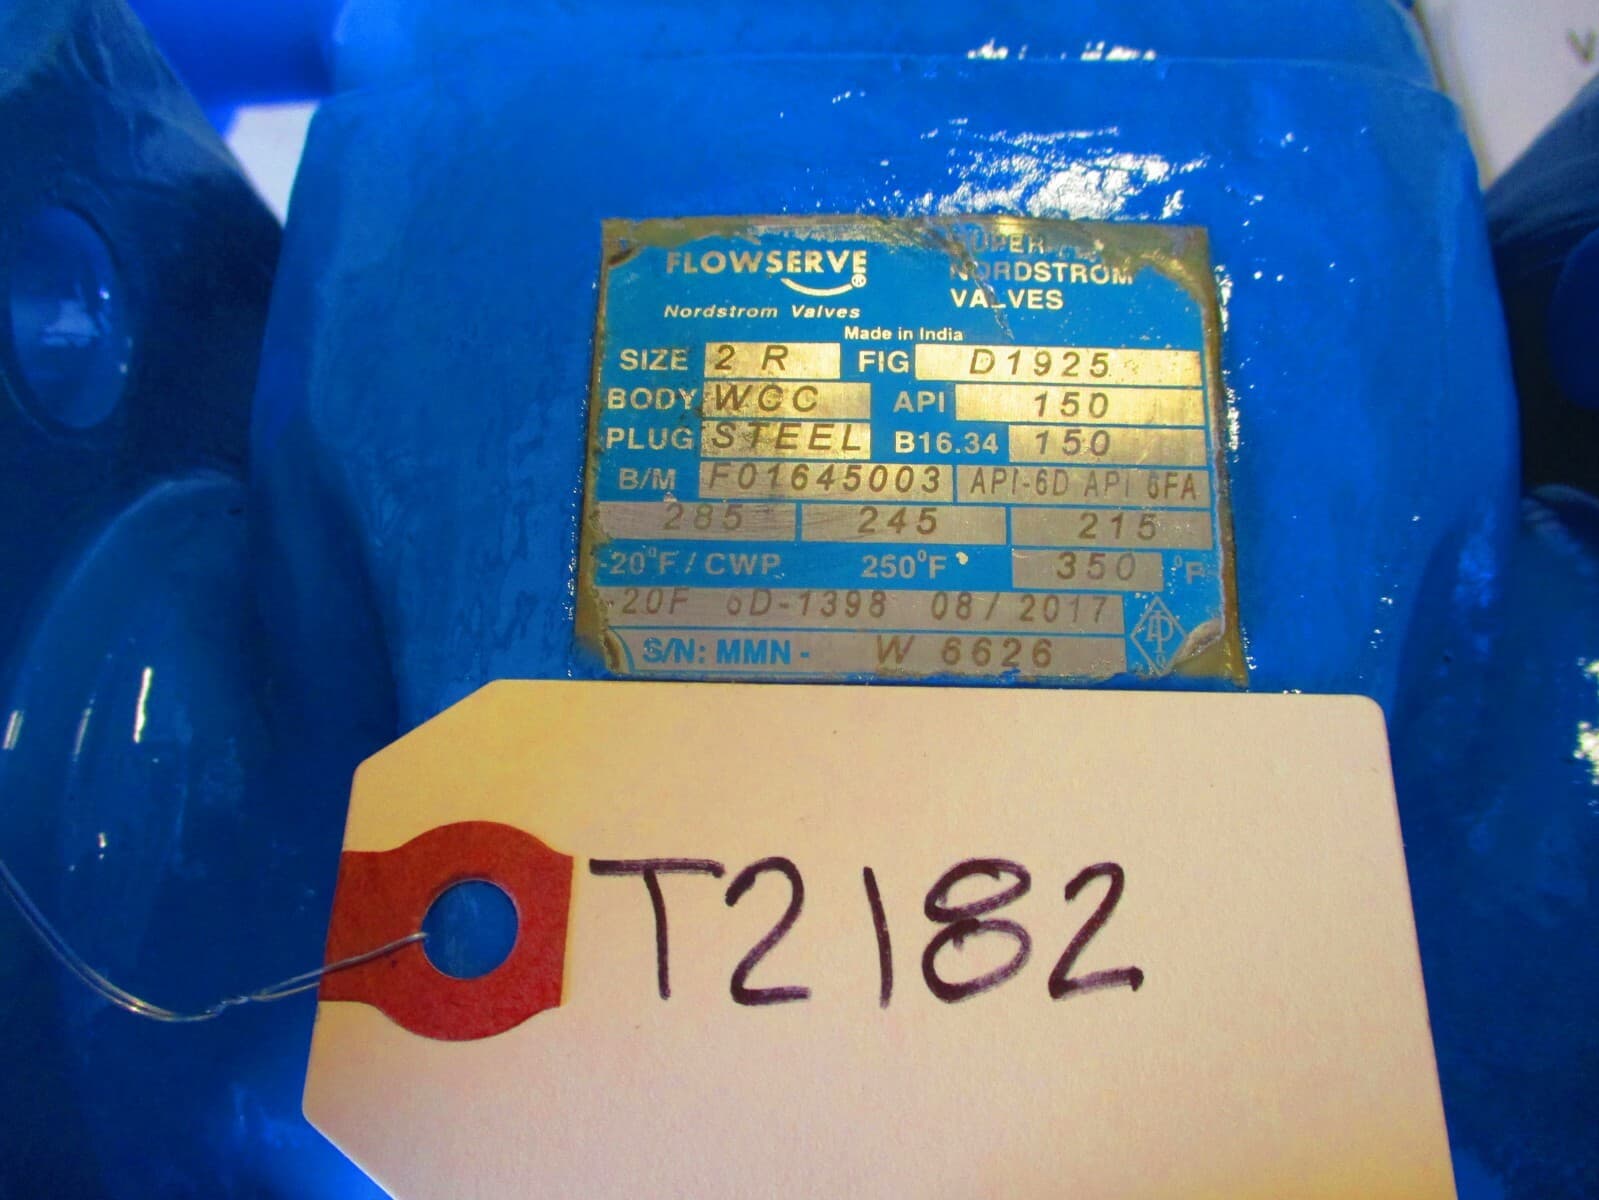 FLOWSERVE®
Nordstrom Valves
SUPER
NORDSTROM
VALVES
Made in India
SIZE 2 R FIG D1925
BODY WCC API 150
PLUG STEEL B16.34 150
B/M F01645003 API-6D API 6FA
285 245 215
-20°F / CWP 250°F 350 °F
-20F 6D-1398 08/2017
S/N: MMN - W 6626
API
T2182